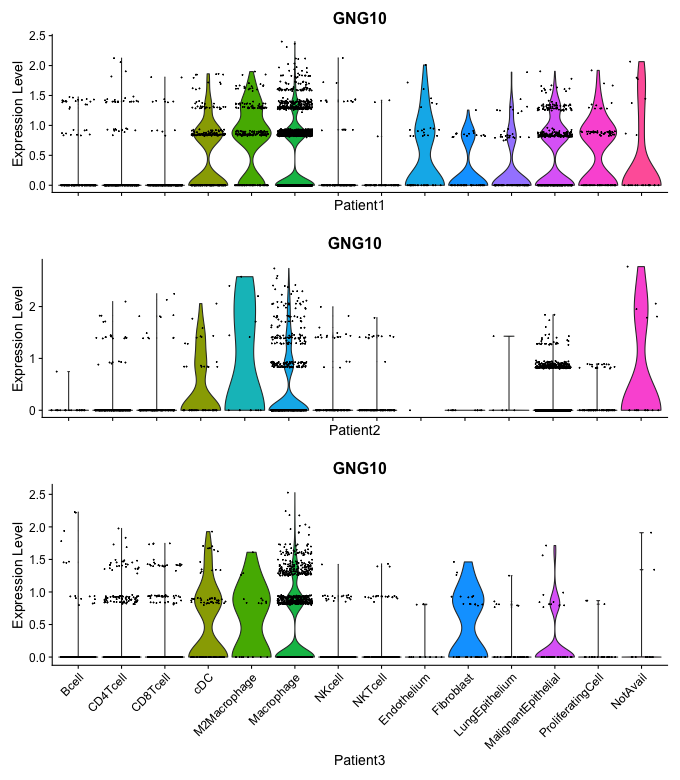 GNG10
Expression Level
2.5
2.0
1.5
1.0
0.5
0.0
Patient1
GNG10
Expression Level
2
1
0
Patient2
GNG10
Expression Level
2.5
2.0
1.5
1.0
0.5
0.0
Bcell
CD4Tcell
CD8Tcell
cDC
M2Macrophage
Macrophage
NKcell
NKTcell
Endothelium
Fibroblast
LungEpithelium
MalignantEpithelial
ProliferatingCell
NotAvail
Patient3